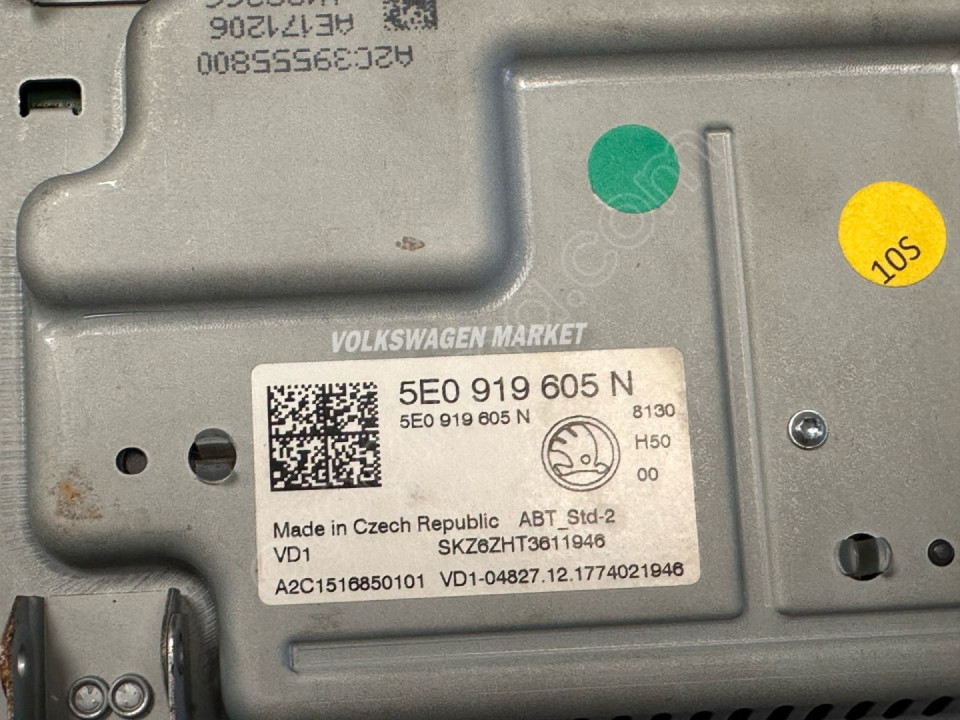 AE171206
A2C39555800
10S
VOLKSWAGEN MARKET
5E0 919 605 N
5E0 919 605 N
8130
H50
00
Made in Czech Republic ABT_Std-2
VD1 SKZ6ZHT3611946
A2C1516850101 VD1-04827.12.1774021946